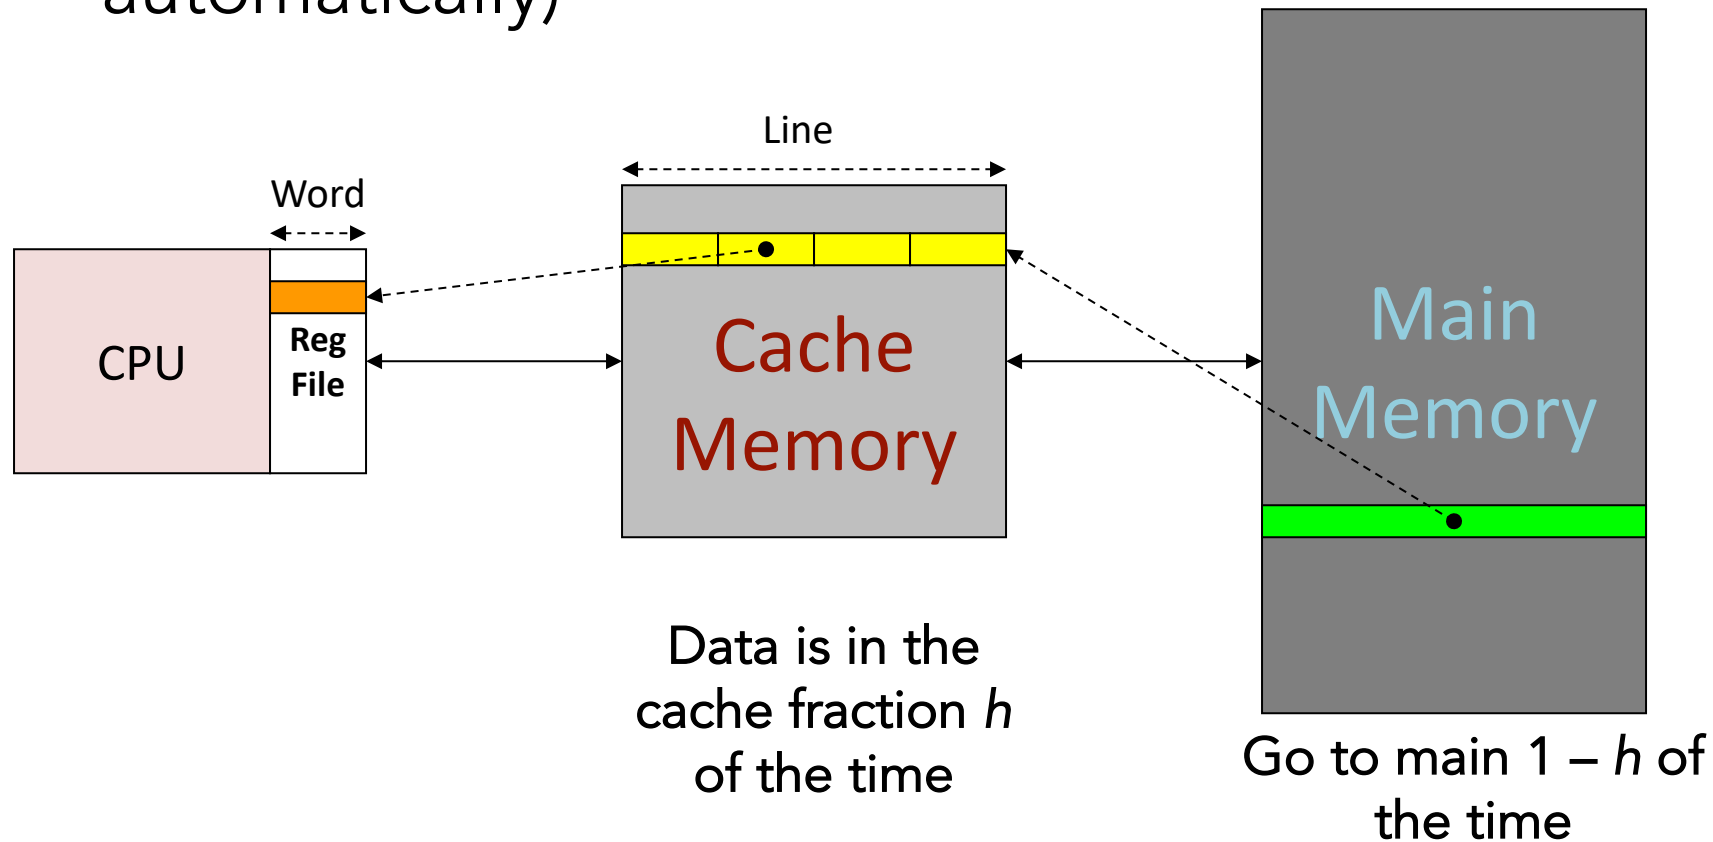 automatically)
Line
Word
CPU
Reg
File
Cache
Memory
Main
Memory
Data is in the
cache fraction h
of the time
Go to main 1 – h of
the time